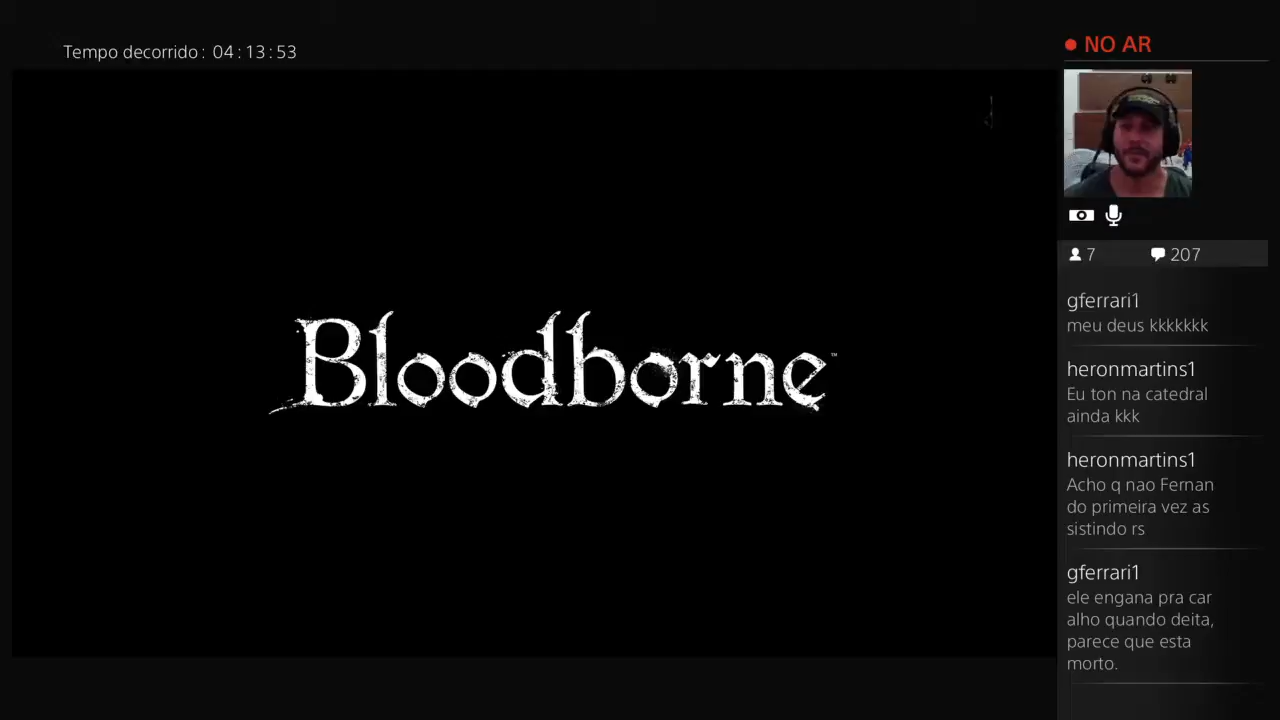 Tempo decorrido: 04:13:53
NO AR
7 207
Bloodborne™
gferrari1
meu deus kkkkkkk
heronmartins1
Eu ton na catedral
ainda kkk
heronmartins1
Acho q nao Fernan
do primeira vez as
sistindo rs
gferrari1
ele engana pra car
alho quando deita,
parece que esta
morto.